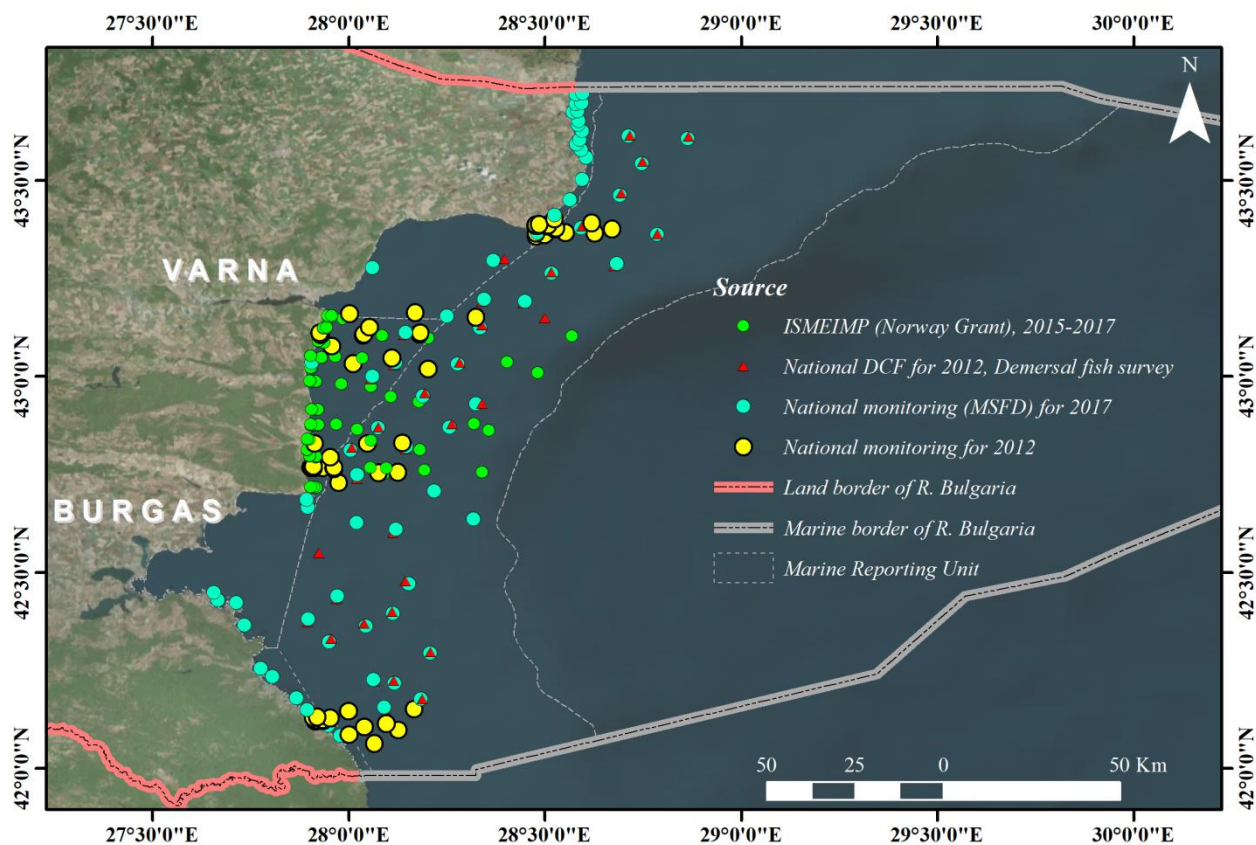 27°30'0"E 28°0'0"E 28°30'0"E 29°0'0"E 29°30'0"E 30°0'0"E
N
43°30'0"N 43°30'0"N
VARNA
Source
ISMEIMP (Norway Grant), 2015-2017
National DCF for 2012, Demersal fish survey
43°0'0"N 43°0'0"N
National monitoring (MSFD) for 2017
National monitoring for 2012
Land border of R. Bulgaria
BURGAS
Marine border of R. Bulgaria
Marine Reporting Unit
42°30'0"N 42°30'0"N
50 25 0 50 Km
42°0'0"N 42°0'0"N
27°30'0"E 28°0'0"E 28°30'0"E 29°0'0"E 29°30'0"E 30°0'0"E